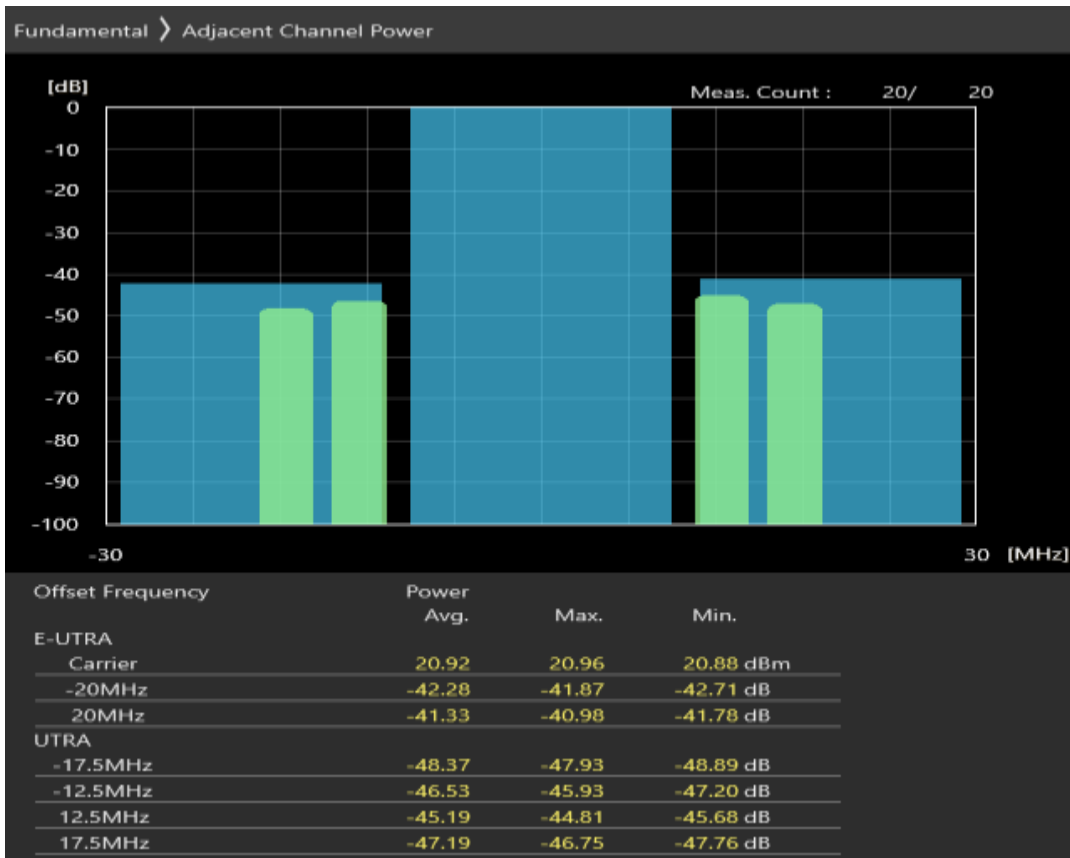 Fundamental 》 Adjacent Channel Power
[dB]
Meas. Count : 20/ 20
0
-10
-20
-30
-40
-50
-60
-70
-80
-90
-100
-30 30 [MHz]
Offset Frequency Power
Avg. Max. Min.
E-UTRA
Carrier 20.92 20.96 20.88 dBm
-20MHz -42.28 -41.87 -42.71 dB
20MHz -41.33 -40.98 -41.78 dB
UTRA
-17.5MHz -48.37 -47.93 -48.89 dB
-12.5MHz -46.53 -45.93 -47.20 dB
12.5MHz -45.19 -44.81 -45.68 dB
17.5MHz -47.19 -46.75 -47.76 dB